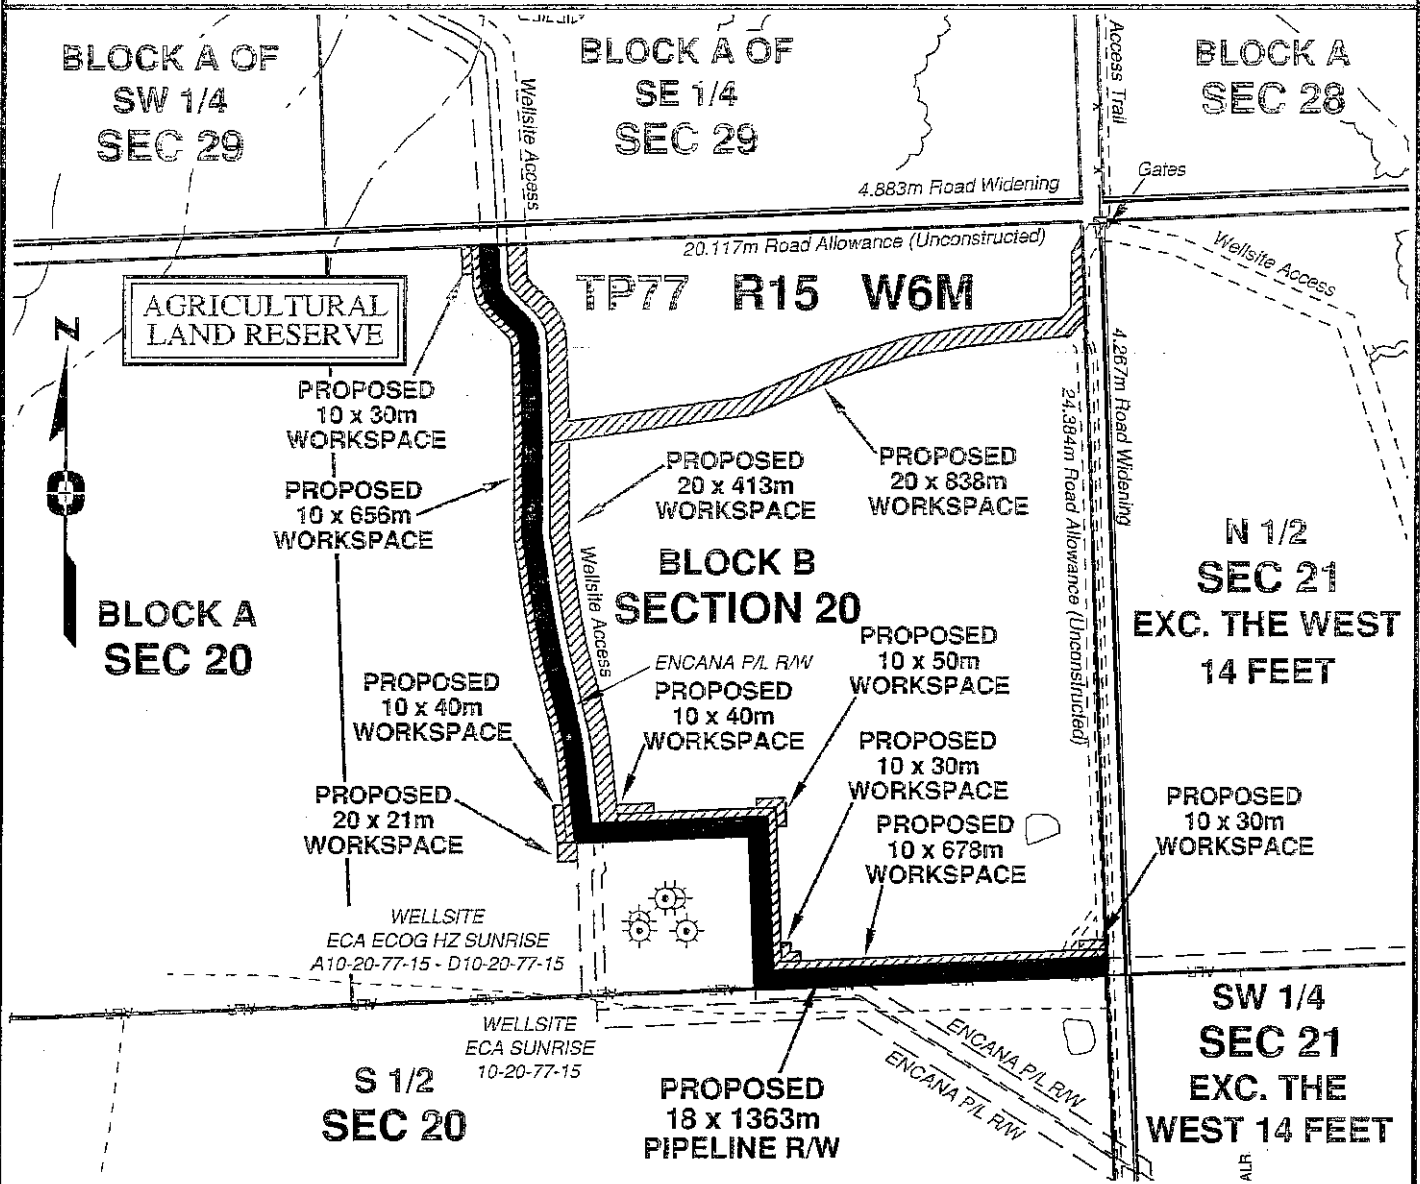 BLOCK A OF
SW 1/4
SEC 29
Wellsite Access
BLOCK A OF
SE 1/4
SEC 29
Access Trail
BLOCK A
SEC 28
4.883m Road Widening
Gates
20.117m Road Allowance (Unconstructed)
Wellsite Access
AGRICULTURAL
LAND RESERVE
TP77 R15 W6M
N
PROPOSED
10 x 30m
WORKSPACE
PROPOSED
10 x 656m
WORKSPACE
PROPOSED
20 x 413m
WORKSPACE
PROPOSED
20 x 838m
WORKSPACE
24.384m Road Allowance (Unconstructed)
4.267m Road Widening
N 1/2
SEC 21
EXC. THE WEST
14 FEET
BLOCK B
SECTION 20
Wellsite Access
BLOCK A
SEC 20
ENCANA P/L R/W
PROPOSED
10 x 50m
WORKSPACE
PROPOSED
10 x 40m
WORKSPACE
PROPOSED
10 x 40m
WORKSPACE
PROPOSED
10 x 30m
WORKSPACE
PROPOSED
20 x 21m
WORKSPACE
PROPOSED
10 x 678m
WORKSPACE
PROPOSED
10 x 30m
WORKSPACE
WELLSITE
ECA ECOG HZ SUNRISE
A10-20-77-15 - D10-20-77-15
WELLSITE
ECA SUNRISE
10-20-77-15
S 1/2
SEC 20
PROPOSED
18 x 1363m
PIPELINE R/W
ENCANA P/L R/W
ENCANA P/L R/W
SW 1/4
SEC 21
EXC. THE
WEST 14 FEET
ALR